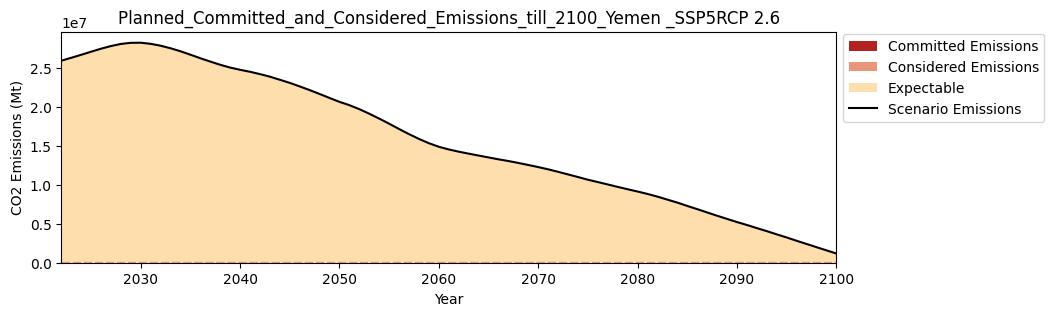 Planned_Committed_and_Considered_Emissions_till_2100_Yemen _SSP5RCP 2.6
1e7
CO2 Emissions (Mt)
2.5
2.0
1.5
1.0
0.5
0.0
2030 2040 2050 2060 2070 2080 2090 2100
Year
Committed Emissions
Considered Emissions
Expectable
Scenario Emissions